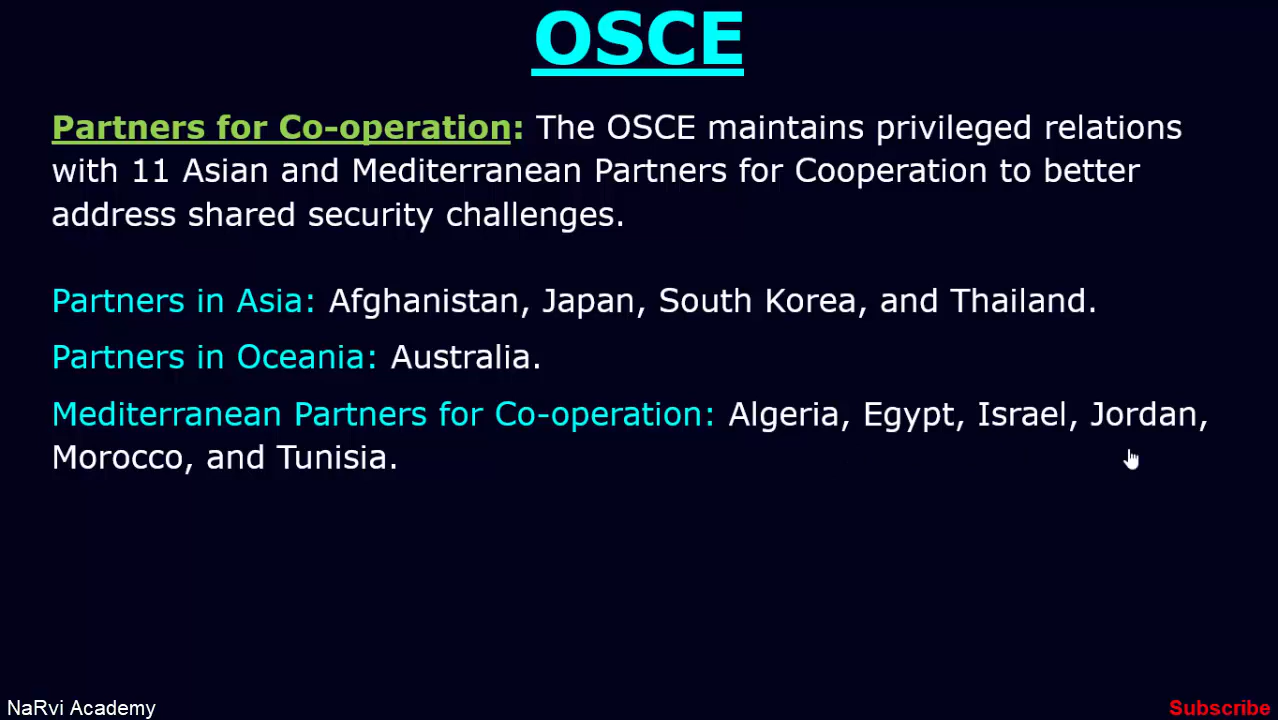 OSCE
Partners for Co-operation: The OSCE maintains privileged relations
with 11 Asian and Mediterranean Partners for Cooperation to better
address shared security challenges.
Partners in Asia: Afghanistan, Japan, South Korea, and Thailand.
Partners in Oceania: Australia.
Mediterranean Partners for Co-operation: Algeria, Egypt, Israel, Jordan,
Morocco, and Tunisia.
NaRvi Academy
Subscribe